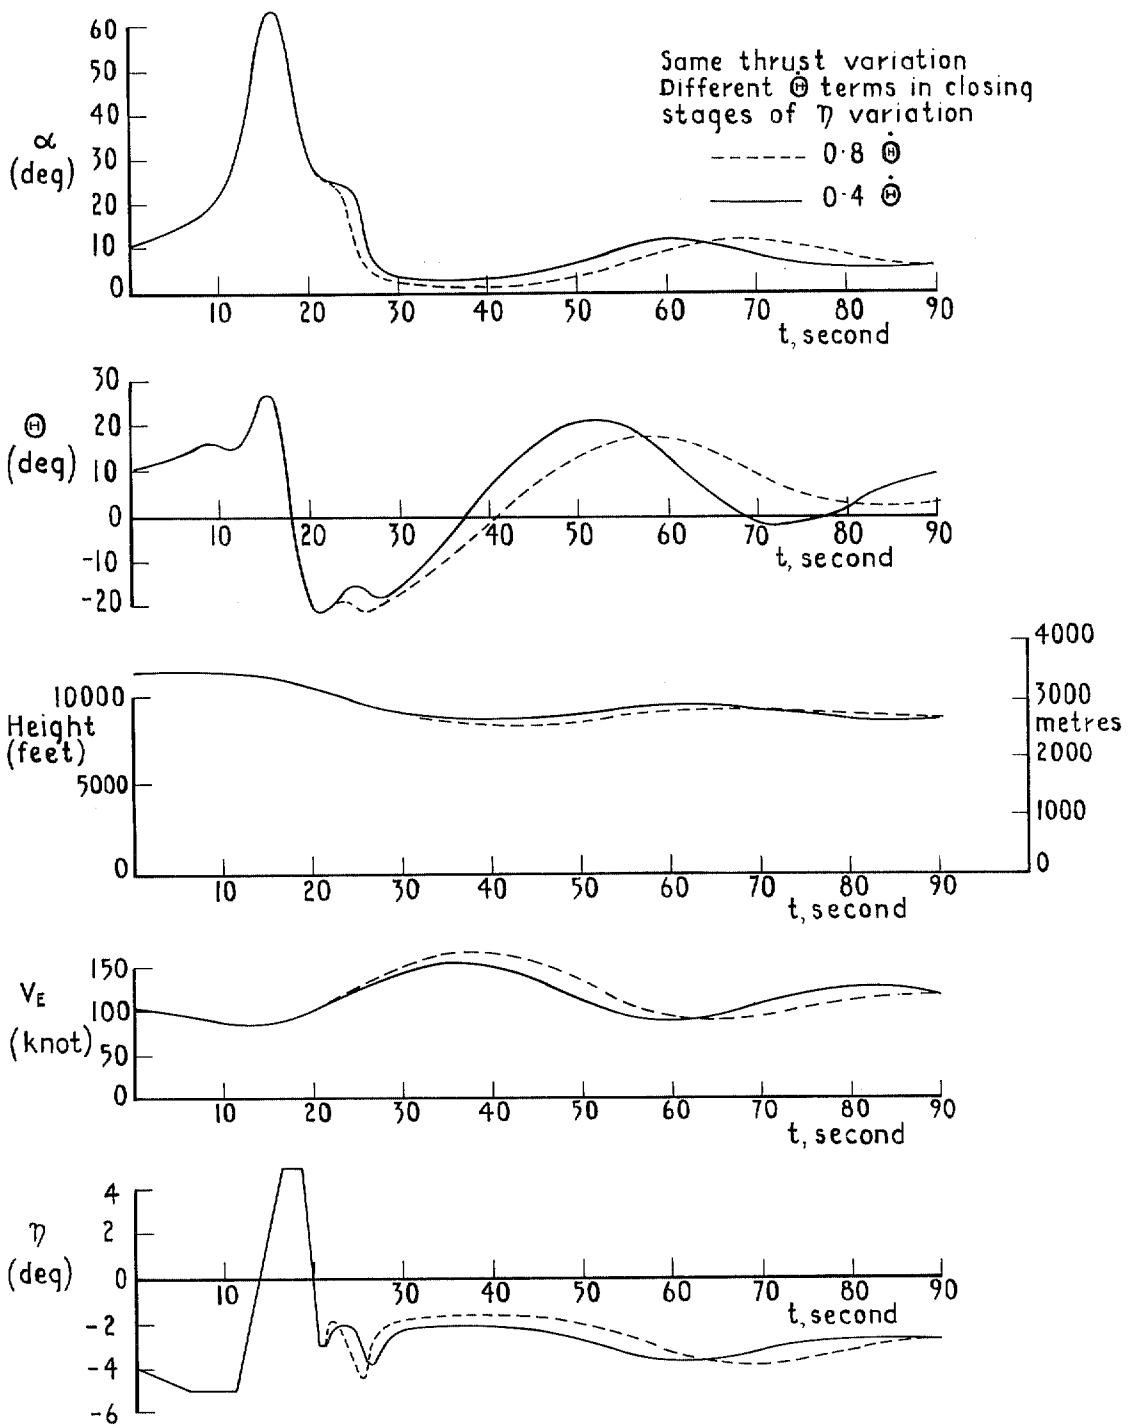 Same thrust variation
Different Θ̇ terms in closing
stages of η variation
0·8 Θ̇
0·4 Θ̇
α
(deg)
60
50
40
30
20
10
0
10 20 30 40 50 60 70 80 90
t, second
Θ
(deg)
30
20
10
0
-10
-20
10 20 30 40 50 60 70 80 90
t, second
Height
(feet)
10000
5000
0
4000
3000
metres
2000
1000
0
10 20 30 40 50 60 70 80 90
t, second
VE
(knot)
150
100
50
0
10 20 30 40 50 60 70 80 90
t, second
η
(deg)
4
2
0
-2
-4
-6
10 20 30 40 50 60 70 80 90
t, second